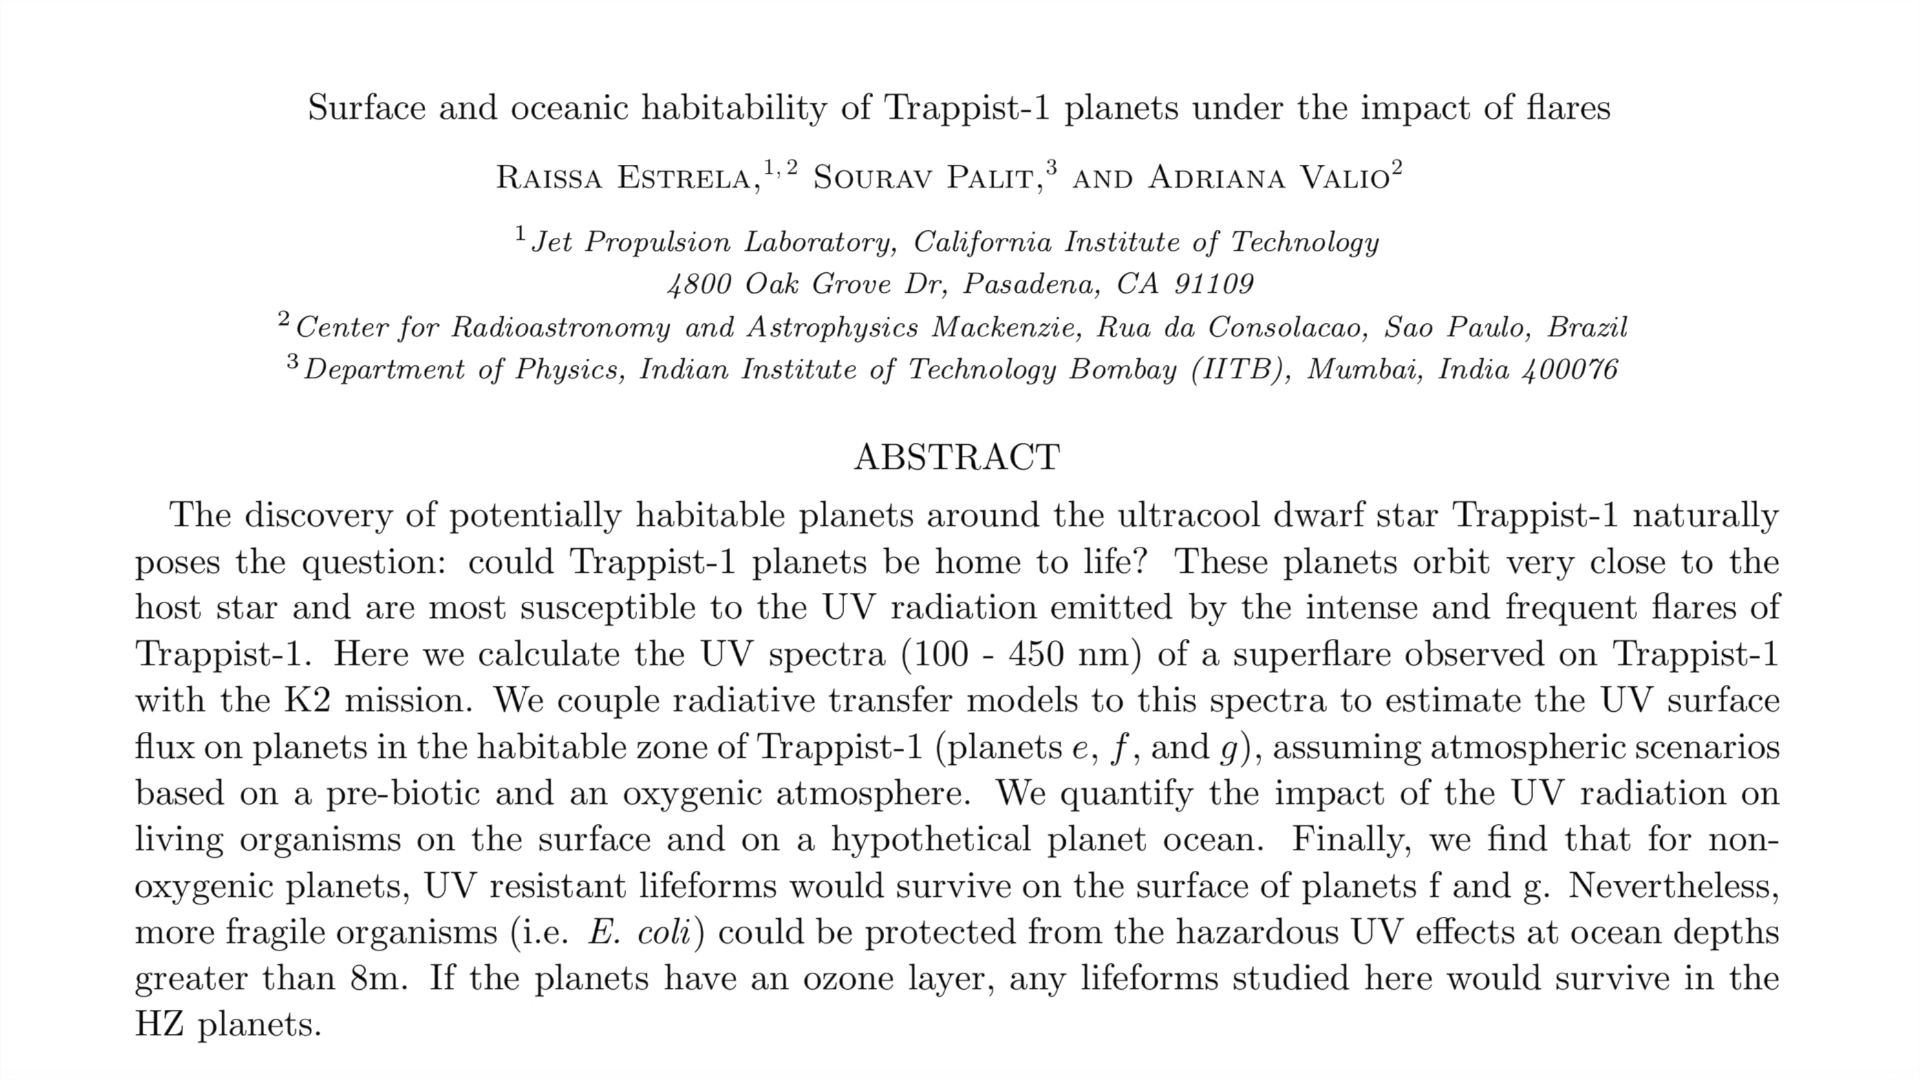 Surface and oceanic habitability of Trappist-1 planets under the impact of flares
Raissa Estrela,1,2 Sourav Palit,3 and Adriana Valio2
1Jet Propulsion Laboratory, California Institute of Technology
4800 Oak Grove Dr, Pasadena, CA 91109
2Center for Radioastronomy and Astrophysics Mackenzie, Rua da Consolacao, Sao Paulo, Brazil
3Department of Physics, Indian Institute of Technology Bombay (IITB), Mumbai, India 400076
ABSTRACT
The discovery of potentially habitable planets around the ultracool dwarf star Trappist-1 naturally
poses the question: could Trappist-1 planets be home to life? These planets orbit very close to the
host star and are most susceptible to the UV radiation emitted by the intense and frequent flares of
Trappist-1. Here we calculate the UV spectra (100 - 450 nm) of a superflare observed on Trappist-1
with the K2 mission. We couple radiative transfer models to this spectra to estimate the UV surface
flux on planets in the habitable zone of Trappist-1 (planets e, f, and g), assuming atmospheric scenarios
based on a pre-biotic and an oxygenic atmosphere. We quantify the impact of the UV radiation on
living organisms on the surface and on a hypothetical planet ocean. Finally, we find that for non-
oxygenic planets, UV resistant lifeforms would survive on the surface of planets f and g. Nevertheless,
more fragile organisms (i.e. E. coli) could be protected from the hazardous UV effects at ocean depths
greater than 8m. If the planets have an ozone layer, any lifeforms studied here would survive in the
HZ planets.